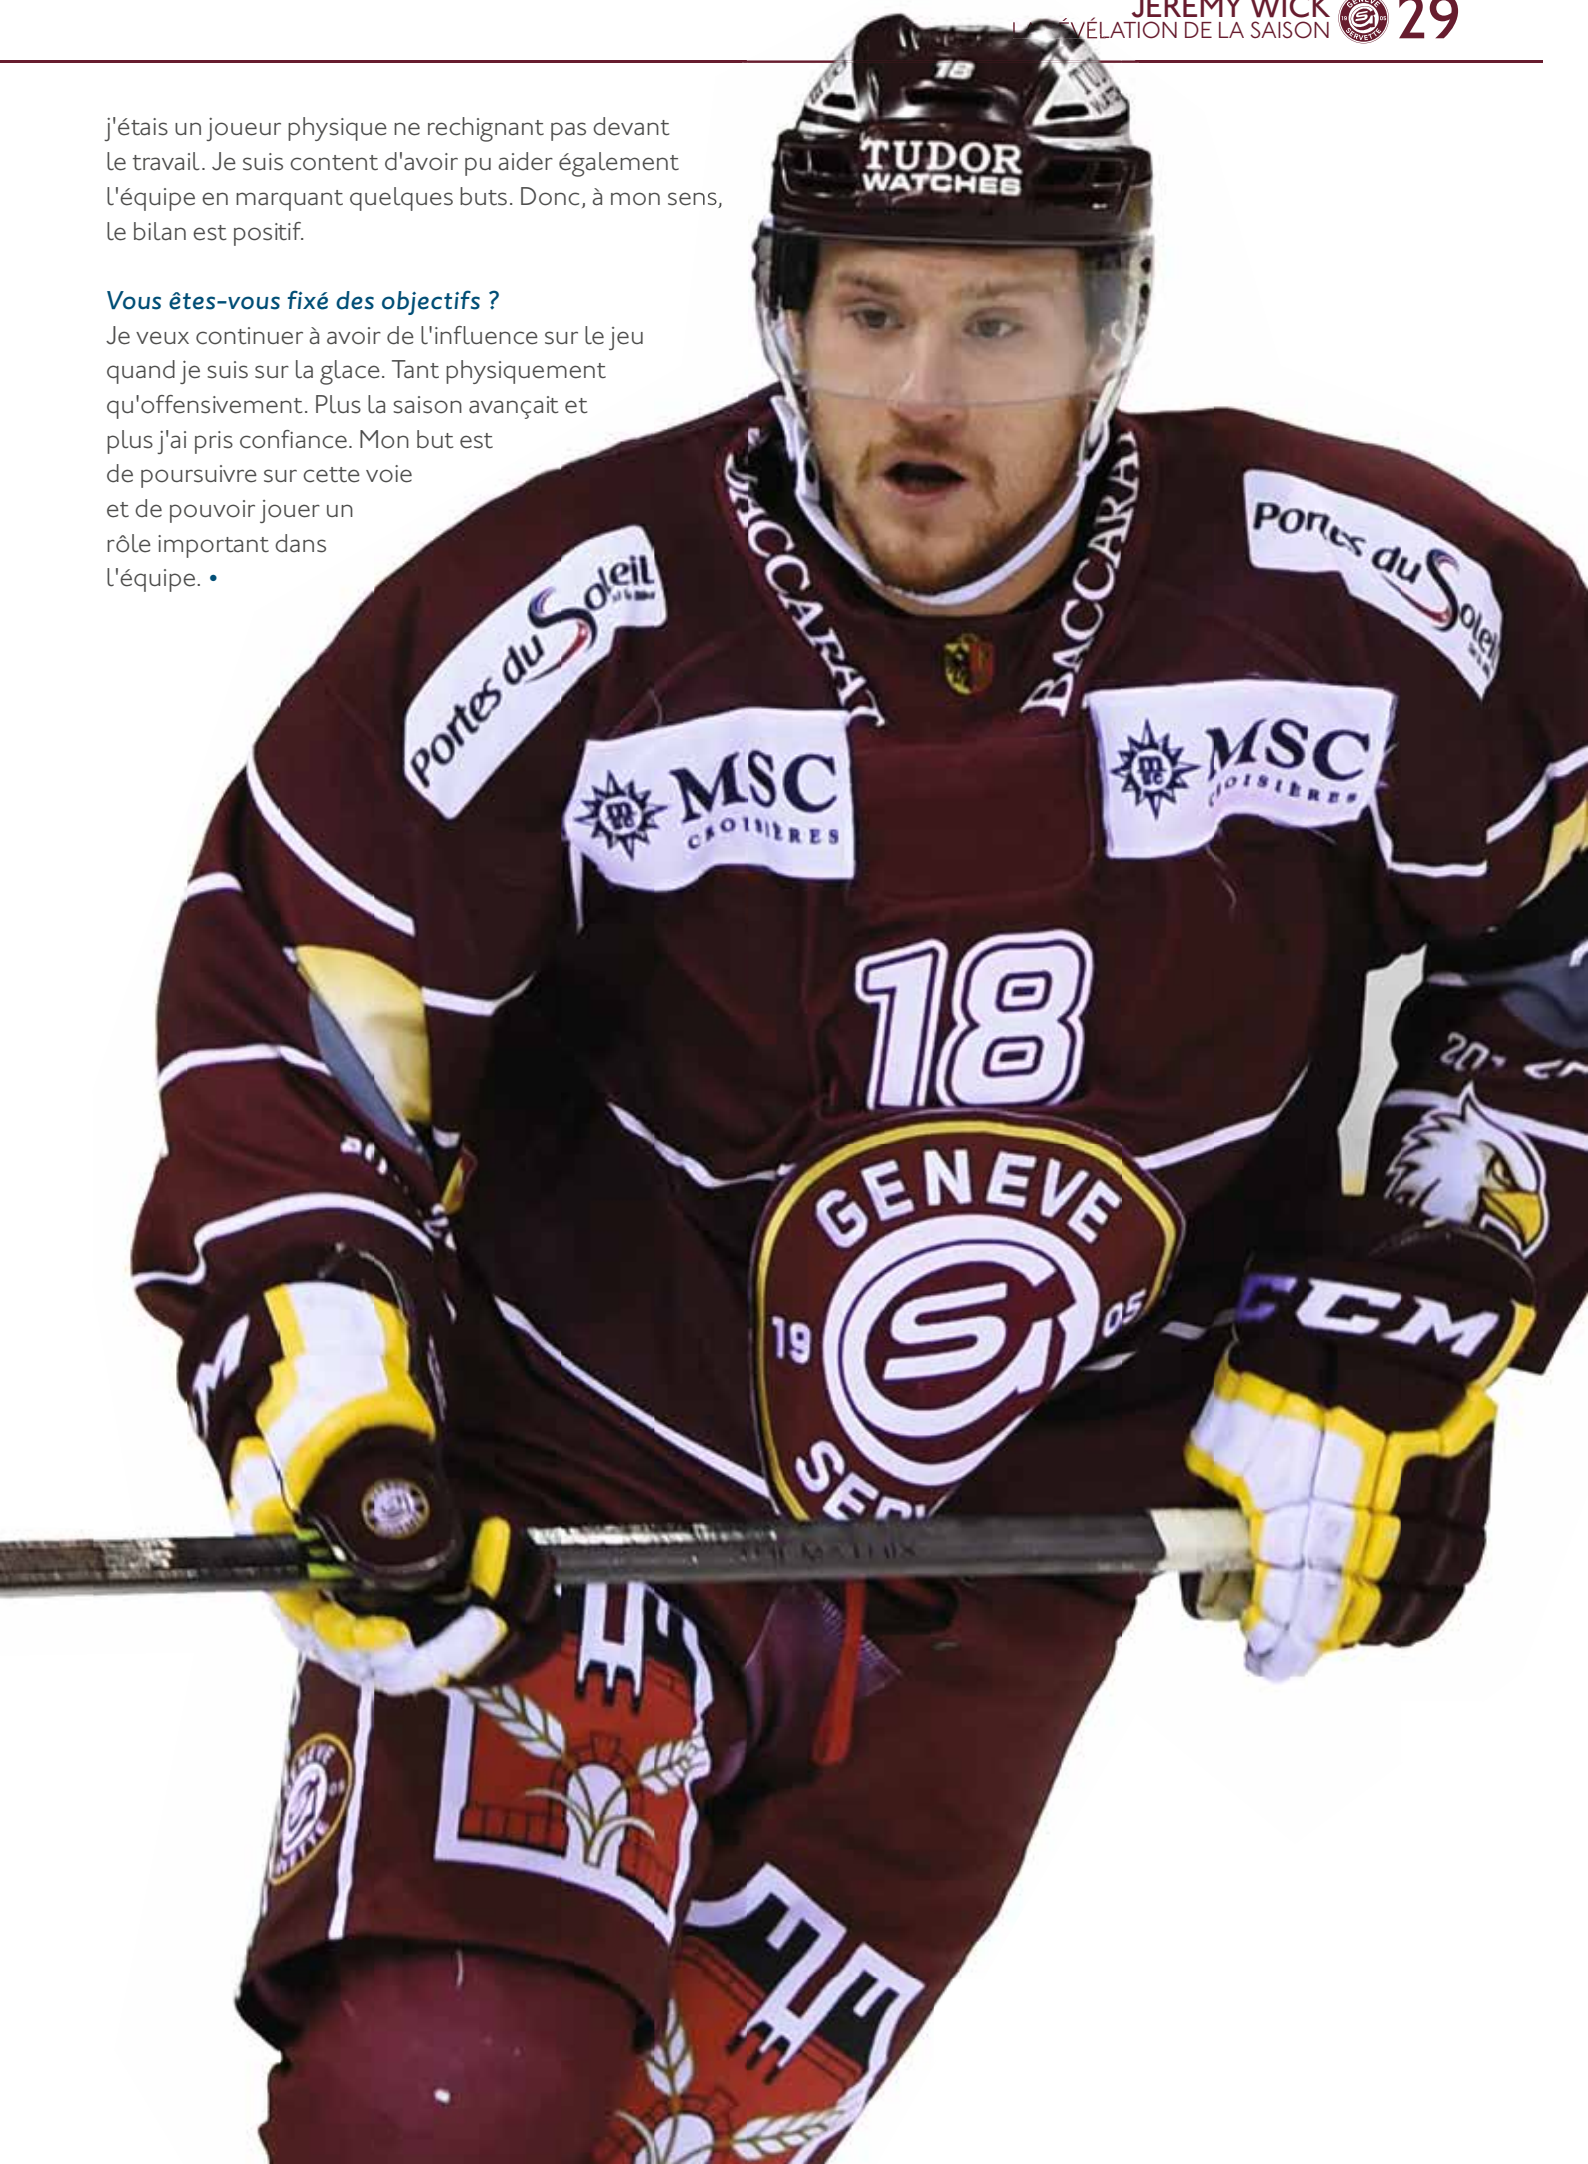 JEREMY WICK
29
DE LA SAISON
j'étais un joueur physique ne rechignant pas devant
le travail. Je suis content d'avoir pu aider également
l'équipe en marquant quelques buts. Donc, à mon sens,
le bilan est positif.
Vous êtes-vous fixé des objectifs ?
Je veux continuer à avoir de l'influence sur le jeu
quand je suis sur la glace. Tant physiquement
qu'offensivement. Plus la saison avançait et
plus j'ai pris confiance. Mon but est
de poursuivre sur cette voie
et de pouvoir jouer un
rôle important dans
l'équipe. •
18
TUDOR
WATCHES
BACCARAT
BACCARAT
Portes du Soleil
Portes du Soleil
MSC
CROISIÈRES
MSC
CROISIÈRES
18
GENEVE
19 05
CCM